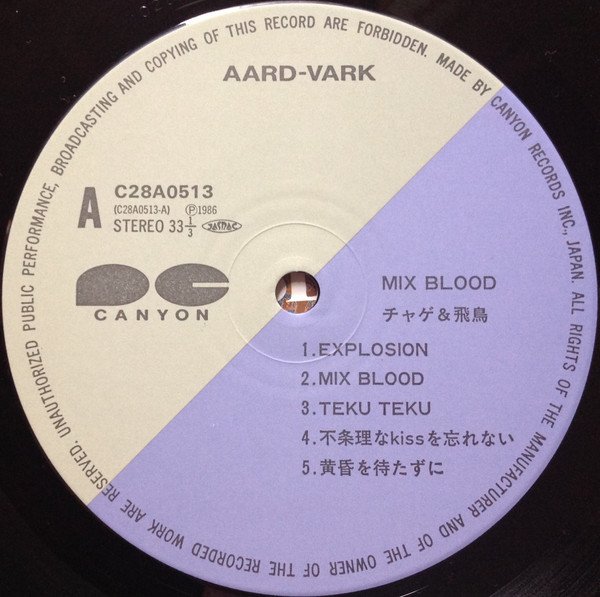 UNAUTHORIZED PUBLIC PERFORMANCE, BROADCASTING AND COPYING OF THIS RECORD ARE FORBIDDEN. MADE BY CANYON RECORDS INC., JAPAN. ALL RIGHTS OF THE MANUFACTURER AND OF THE OWNER OF THE RECORDED WORK ARE RESERVED.
AARD-VARK
A
C28A0513
(C28A0513-A) Ⓟ1986
STEREO 33 1/3 JASRAC
CANYON
MIX BLOOD
チャゲ&飛鳥
1.EXPLOSION
2.MIX BLOOD
3.TEKU TEKU
4.不条理なkissを忘れない
5.黄昏を待たずに